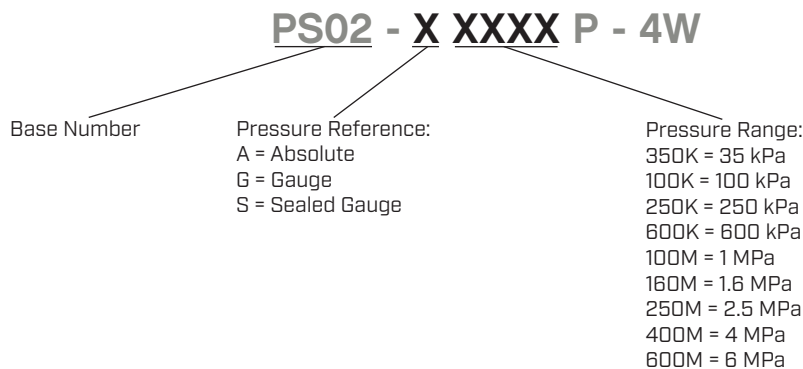 PS02 - X XXXX P - 4W
Base Number
Pressure Reference:
A = Absolute
G = Gauge
S = Sealed Gauge
Pressure Range:
350K = 35 kPa
100K = 100 kPa
250K = 250 kPa
600K = 600 kPa
100M = 1 MPa
160M = 1.6 MPa
250M = 2.5 MPa
400M = 4 MPa
600M = 6 MPa